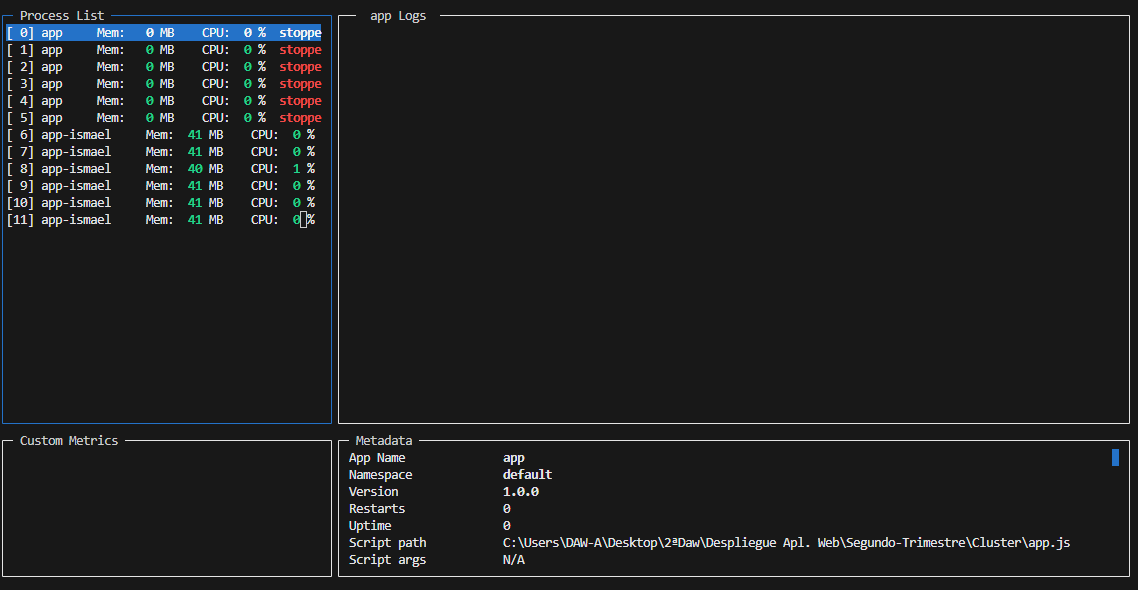 Process List
[ 0] app Mem: 0 MB CPU: 0 % stoppe
[ 1] app Mem: 0 MB CPU: 0 % stoppe
[ 2] app Mem: 0 MB CPU: 0 % stoppe
[ 3] app Mem: 0 MB CPU: 0 % stoppe
[ 4] app Mem: 0 MB CPU: 0 % stoppe
[ 5] app Mem: 0 MB CPU: 0 % stoppe
[ 6] app-ismael Mem: 41 MB CPU: 0 %
[ 7] app-ismael Mem: 41 MB CPU: 0 %
[ 8] app-ismael Mem: 40 MB CPU: 1 %
[ 9] app-ismael Mem: 41 MB CPU: 0 %
[10] app-ismael Mem: 41 MB CPU: 0 %
[11] app-ismael Mem: 41 MB CPU: 0 %
app Logs
Custom Metrics
Metadata
App Name app
Namespace default
Version 1.0.0
Restarts 0
Uptime 0
Script path C:\Users\DAW-A\Desktop\2ªDaw\Despliegue Apl. Web\Segundo-Trimestre\Cluster\app.js
Script args N/A